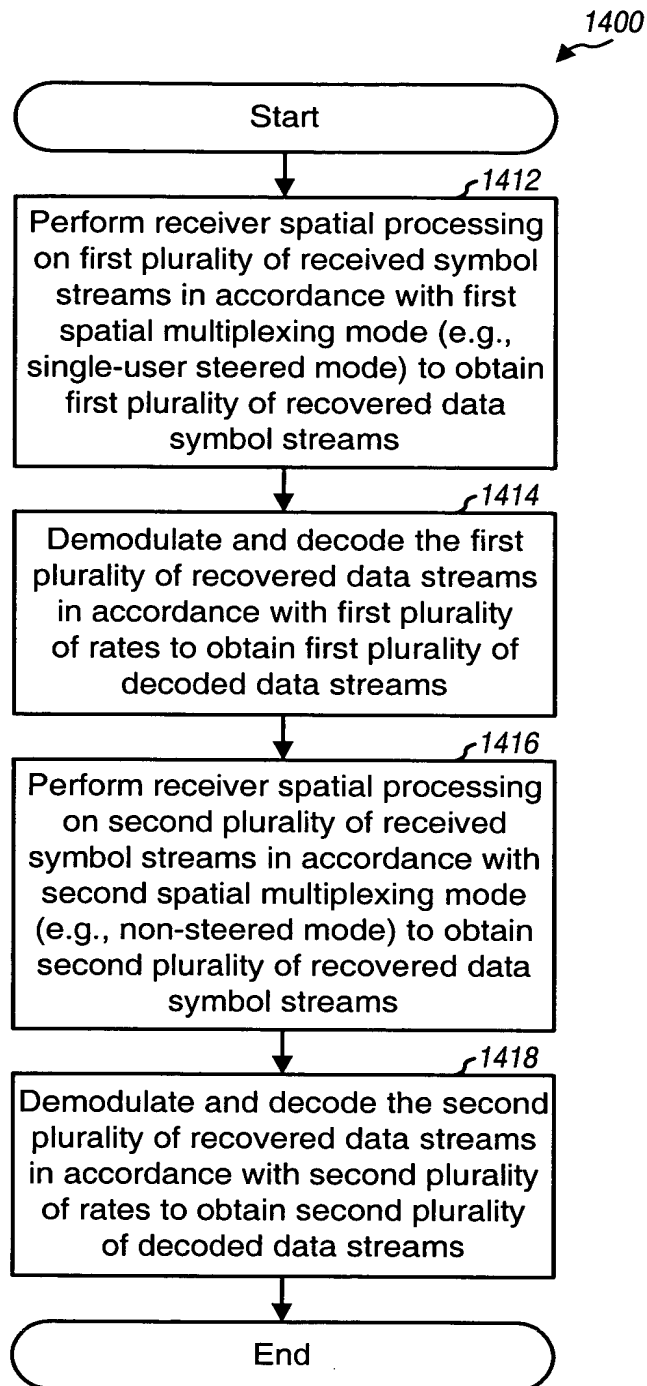 1400
Start
1412
Perform receiver spatial processing
on first plurality of received symbol
streams in accordance with first
spatial multiplexing mode (e.g.,
single-user steered mode) to obtain
first plurality of recovered data
symbol streams
1414
Demodulate and decode the first
plurality of recovered data streams
in accordance with first plurality
of rates to obtain first plurality of
decoded data streams
1416
Perform receiver spatial processing
on second plurality of received
symbol streams in accordance with
second spatial multiplexing mode
(e.g., non-steered mode) to obtain
second plurality of recovered data
symbol streams
1418
Demodulate and decode the second
plurality of recovered data streams
in accordance with second plurality
of rates to obtain second plurality
of decoded data streams
End